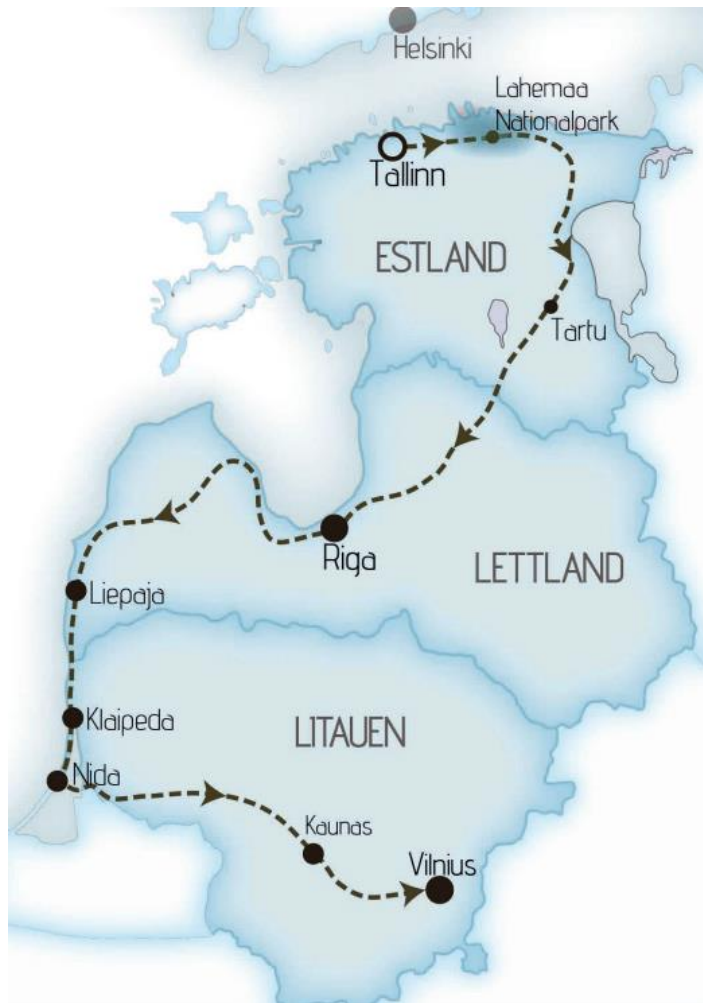 Helsinki
Lahemaa
Nationalpark
Tallinn
ESTLAND
Tartu
Riga
LETTLAND
Liepaja
Klaipeda
LITAUEN
Nida
Kaunas
Vilnius